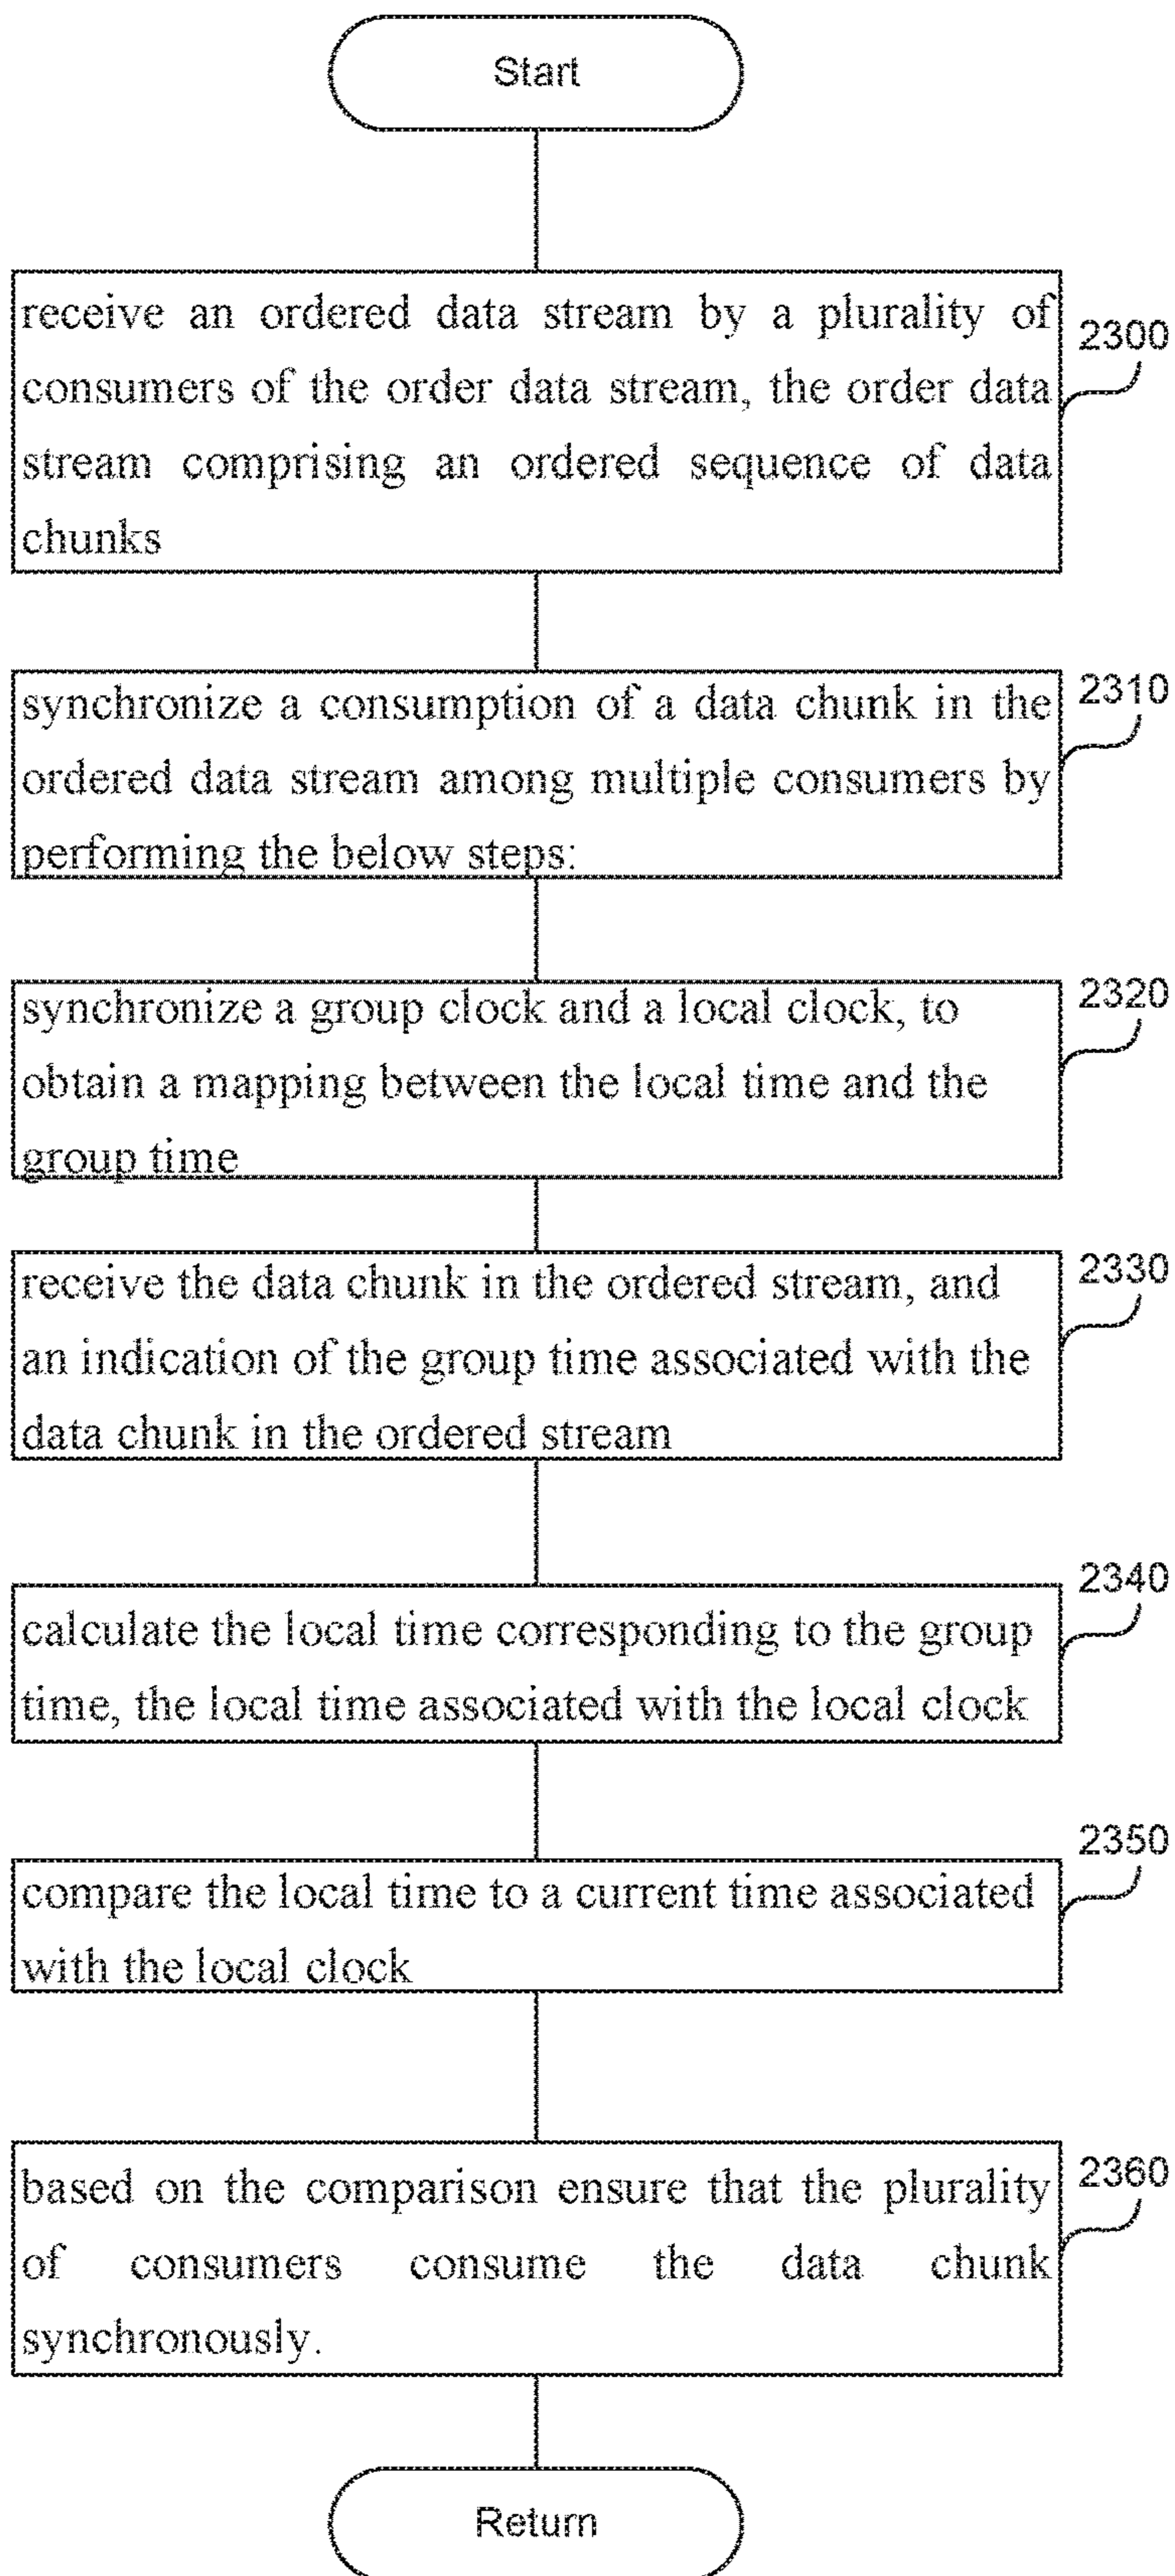 Start
receive an ordered data stream by a plurality of
consumers of the order data stream, the order data
stream comprising an ordered sequence of data
chunks
2300
synchronize a consumption of a data chunk in the
ordered data stream among multiple consumers by
performing the below steps:
2310
synchronize a group clock and a local clock, to
obtain a mapping between the local time and the
group time
2320
receive the data chunk in the ordered stream, and
an indication of the group time associated with the
data chunk in the ordered stream
2330
calculate the local time corresponding to the group
time, the local time associated with the local clock
2340
compare the local time to a current time associated
with the local clock
2350
based on the comparison ensure that the plurality
of consumers consume the data chunk
synchronously.
2360
Return